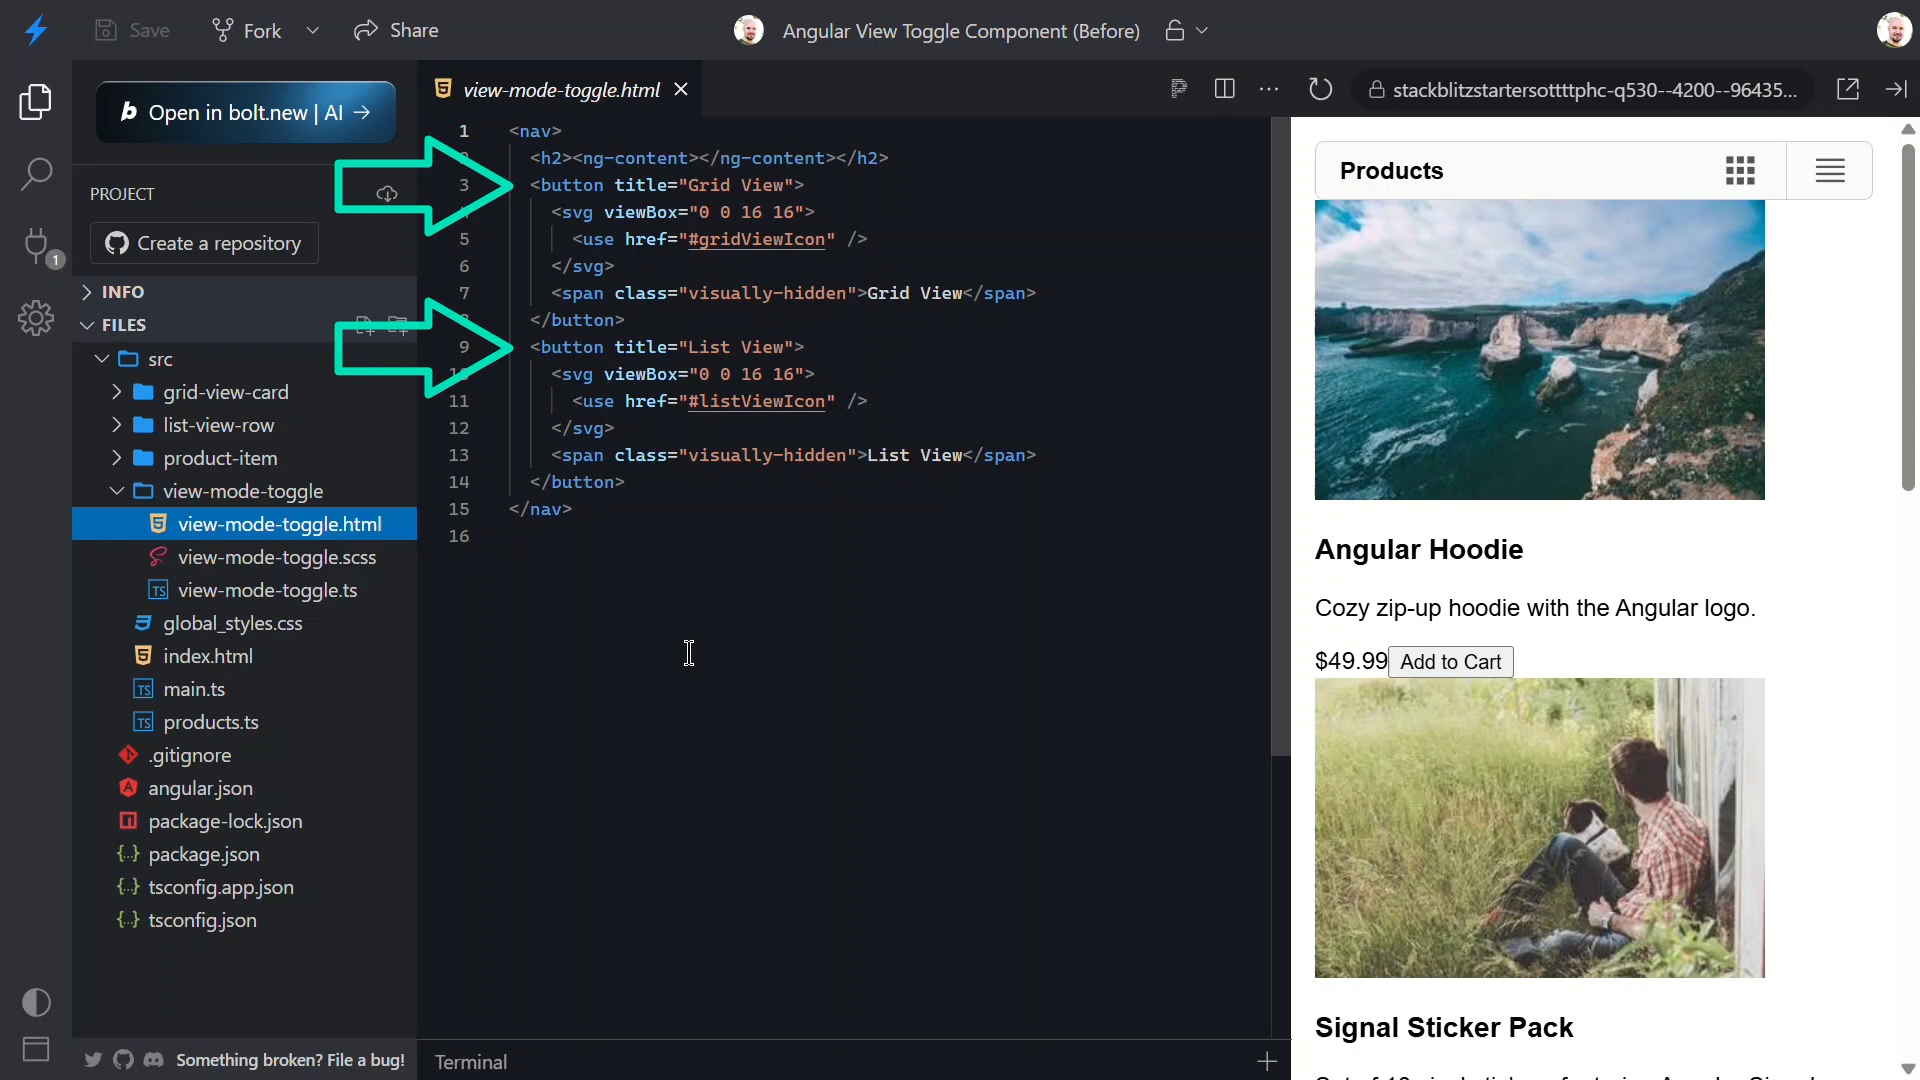 Save
Fork
Share
Angular View Toggle Component (Before)
b Open in bolt.new | AI →
PROJECT
Create a repository
1
INFO
FILES
src
grid-view-card
list-view-row
product-item
view-mode-toggle
view-mode-toggle.html
view-mode-toggle.scss
TS view-mode-toggle.ts
global_styles.css
index.html
TS main.ts
TS products.ts
.gitignore
angular.json
package-lock.json
{..} package.json
{..} tsconfig.app.json
{..} tsconfig.json
Something broken? File a bug!
view-mode-toggle.html
1 <nav>
2 <h2><ng-content></ng-content></h2>
3 <button title="Grid View">
<svg viewBox="0 0 16 16">
5 <use href="#gridViewIcon" />
6 </svg>
7 <span class="visually-hidden">Grid View</span>
</button>
9 <button title="List View">
10 <svg viewBox="0 0 16 16">
11 <use href="#listViewIcon" />
12 </svg>
13 <span class="visually-hidden">List View</span>
14 </button>
15 </nav>
16
Terminal
stackblitzstartersottttphc-q530--4200--96435...
Products
Angular Hoodie
Cozy zip-up hoodie with the Angular logo.
$49.99 Add to Cart
Signal Sticker Pack